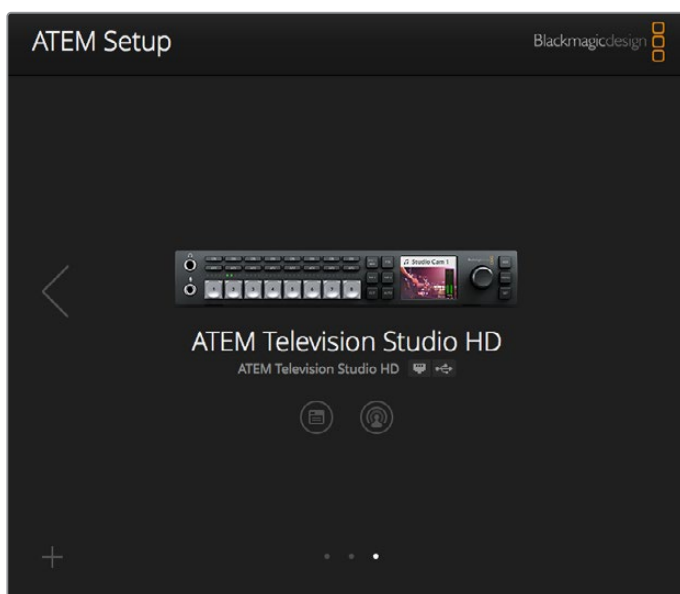 ATEM Setup
Blackmagicdesign
Studio Cam 1
ATEM Television Studio HD
ATEM Television Studio HD